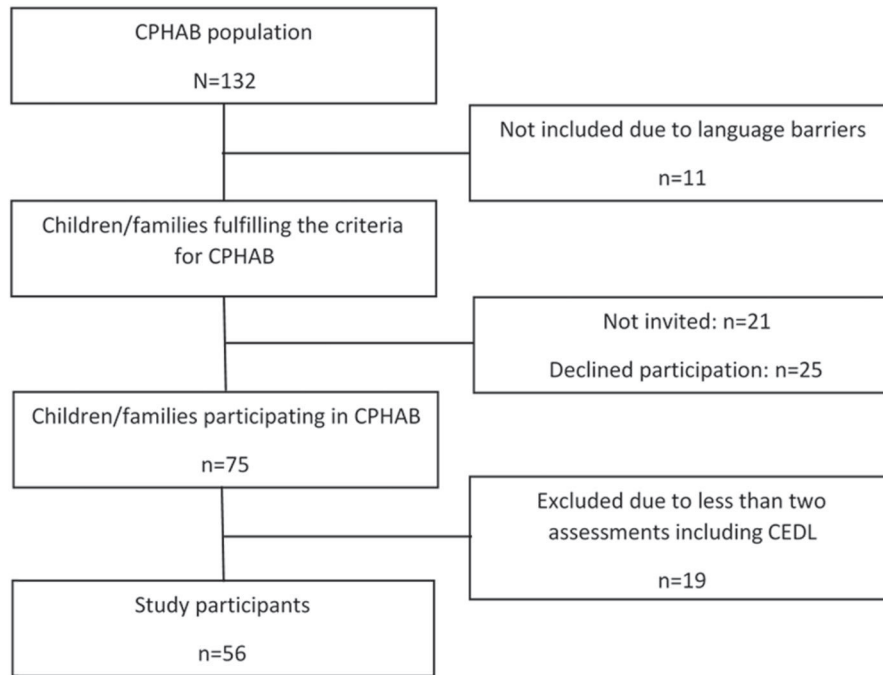 CPHAB population
N=132
Not included due to language barriers
n=11
Children/families fulfilling the criteria
for CPHAB
Not invited: n=21
Declined participation: n=25
Children/families participating in CPHAB
n=75
Excluded due to less than two
assessments including CEDL
n=19
Study participants
n=56